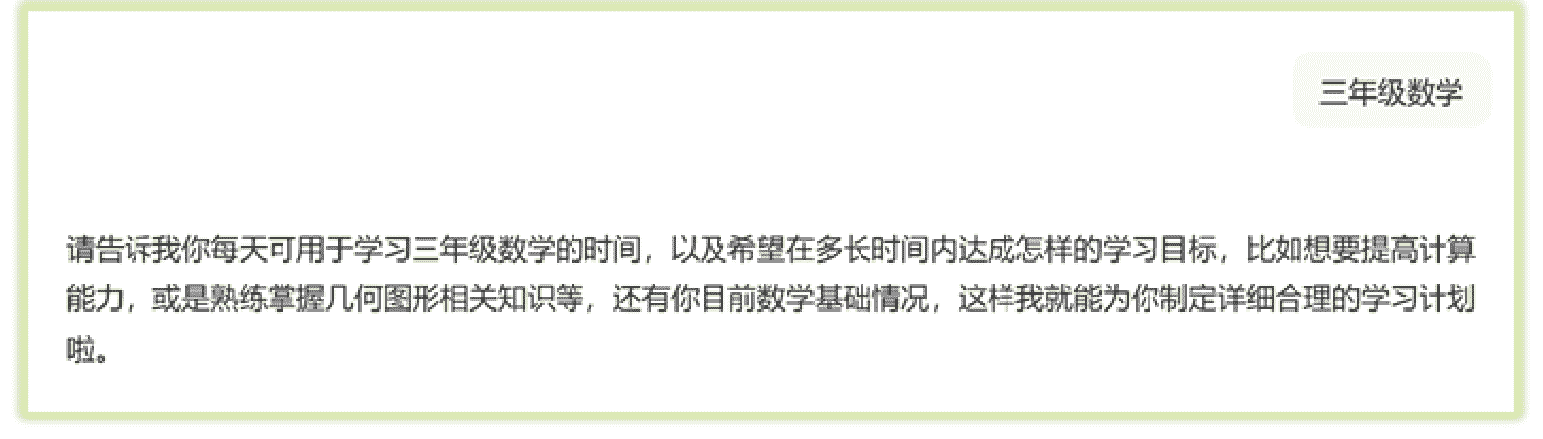 三年级数学
请告诉我你每天可用于学习三年级数学的时间，以及希望在多长时间内达成怎样的学习目标，比如想要提高计算
能力，或是熟练掌握几何图形相关知识等，还有你目前数学基础情况，这样我就能为你制定详细合理的学习计划
啦。